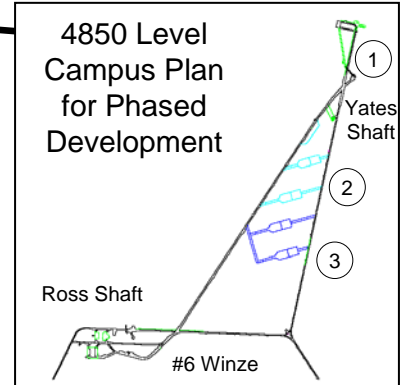 4850 Level
Campus Plan
for Phased
Development
1
Yates
Shaft
2
3
Ross Shaft
#6 Winze